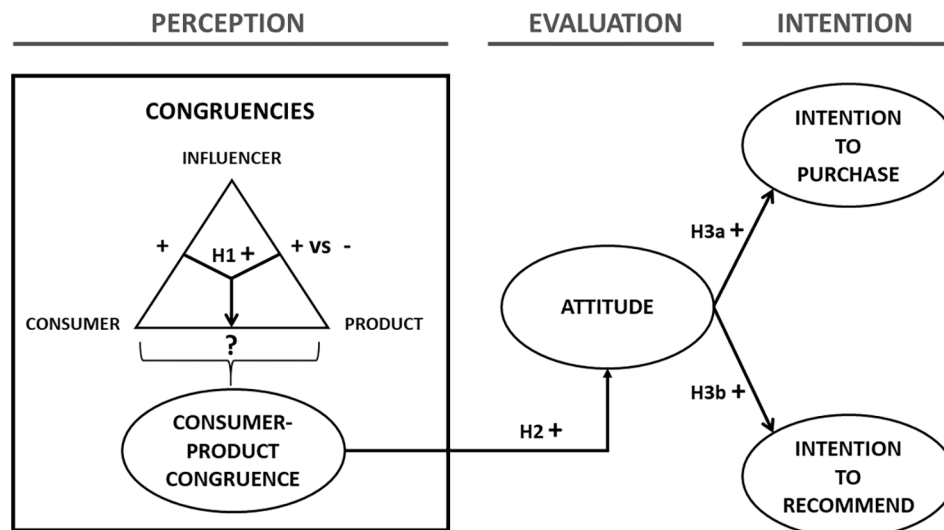 PERCEPTION
EVALUATION
INTENTION
CONGRUENCIES
INFLUENCER
+
H1 +
+ vs -
CONSUMER
PRODUCT
?
CONSUMER-
PRODUCT
CONGRUENCE
H2 +
ATTITUDE
H3a +
H3b +
INTENTION
TO
PURCHASE
INTENTION
TO
RECOMMEND